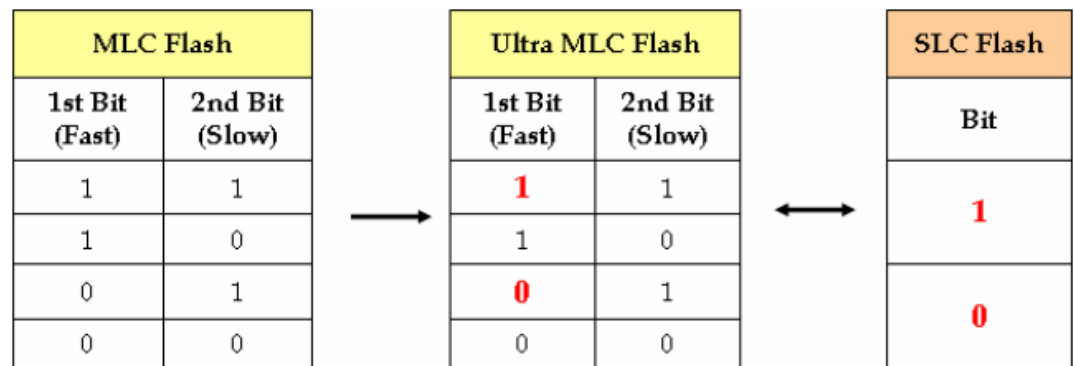 MLC Flash
1st Bit (Fast) 2nd Bit (Slow)
1 1
1 0
0 1
0 0
Ultra MLC Flash
1st Bit (Fast) 2nd Bit (Slow)
1 1
1 0
0 1
0 0
SLC Flash
Bit
1
0